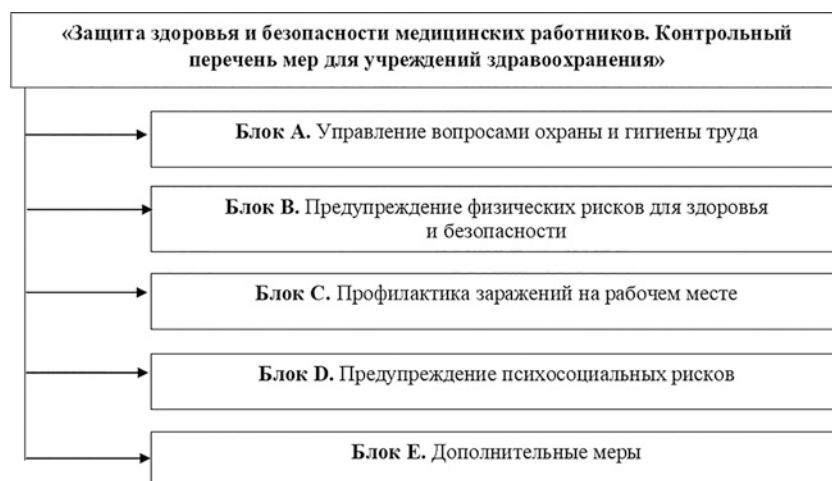 «Защита здоровья и безопасности медицинских работников. Контрольный
перечень мер для учреждений здравоохранения»
Блок A. Управление вопросами охраны и гигиены труда
Блок B. Предупреждение физических рисков для здоровья
и безопасности
Блок C. Профилактика заражений на рабочем месте
Блок D. Предупреждение психосоциальных рисков
Блок E. Дополнительные меры